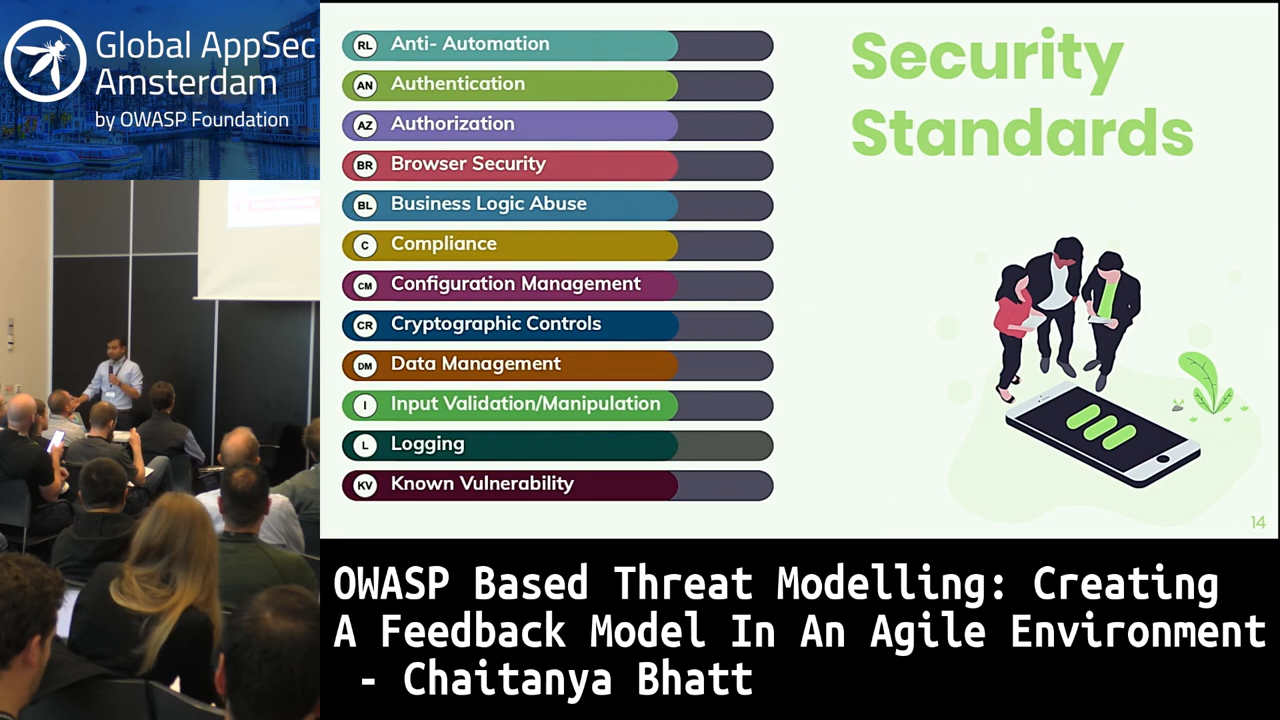 Global AppSec
Amsterdam
by OWASP Foundation
RL Anti- Automation
AN Authentication
AZ Authorization
BR Browser Security
BL Business Logic Abuse
C Compliance
CM Configuration Management
CR Cryptographic Controls
DM Data Management
I Input Validation/Manipulation
L Logging
KV Known Vulnerability
Security
Standards
14
OWASP Based Threat Modelling: Creating
A Feedback Model In An Agile Environment
- Chaitanya Bhatt